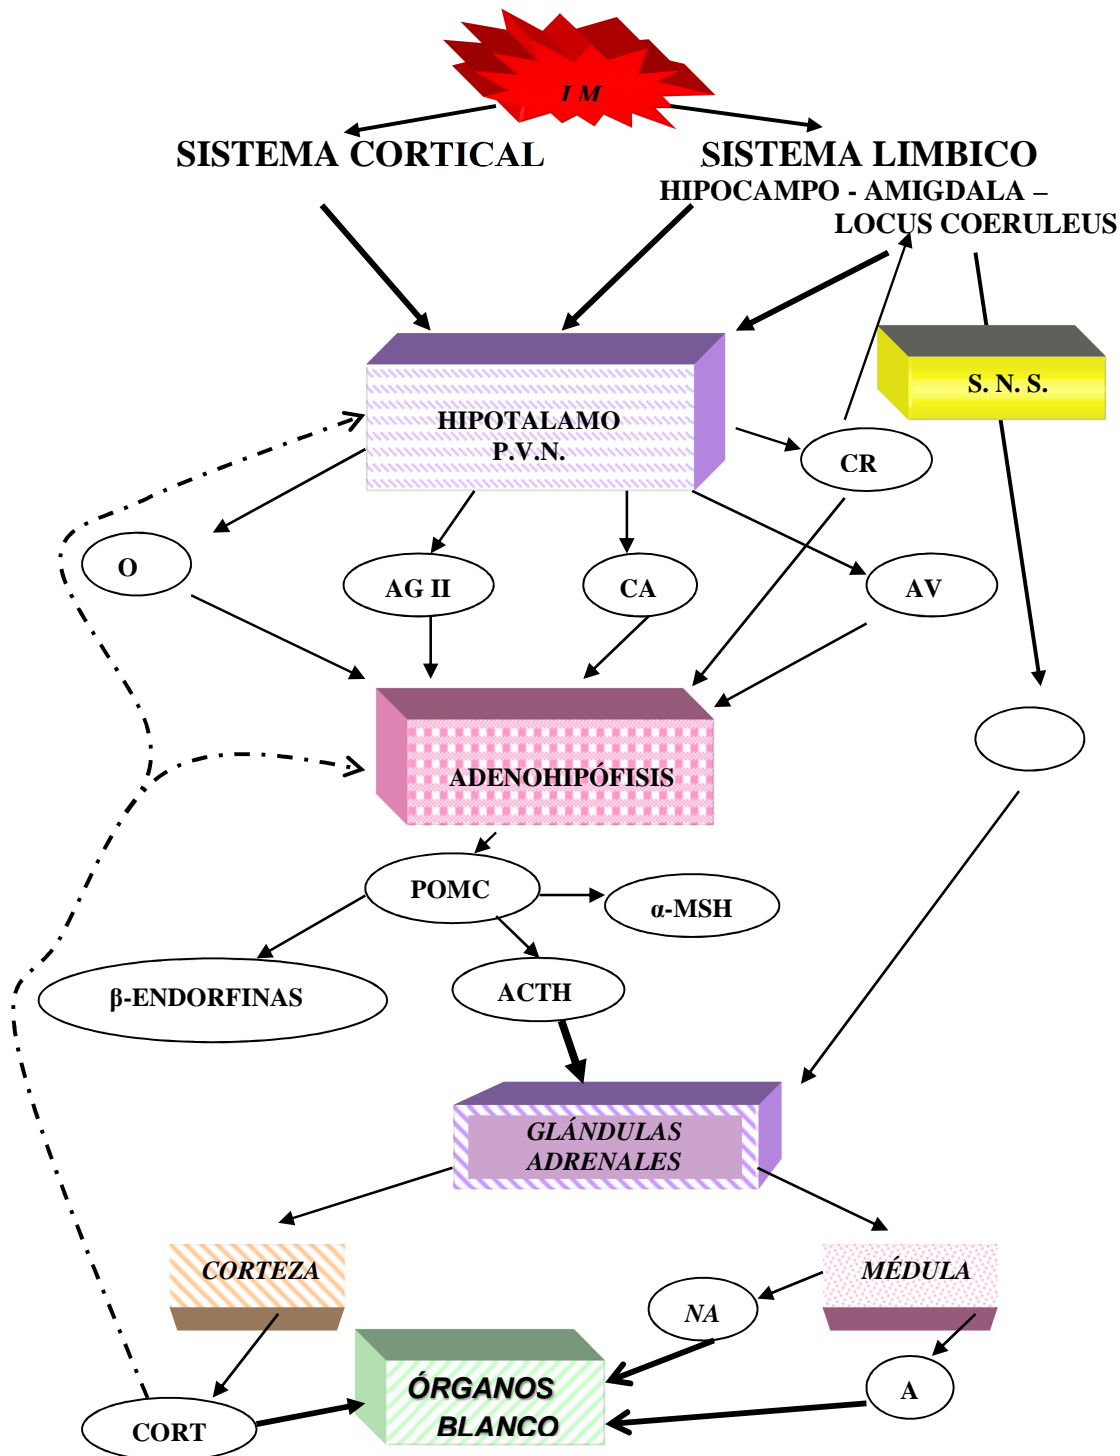 I M
SISTEMA CORTICAL
SISTEMA LIMBICO
HIPOCAMPO - AMIGDALA –
LOCUS COERULEUS
S. N. S.
HIPOTALAMO
P.V.N.
CR
O
AG II
CA
AV
ADENOHIPÓFISIS
POMC
α-MSH
β-ENDORFINAS
ACTH
GLÁNDULAS
ADRENALES
CORTEZA
MÉDULA
NA
ÓRGANOS
BLANCO
A
CORT